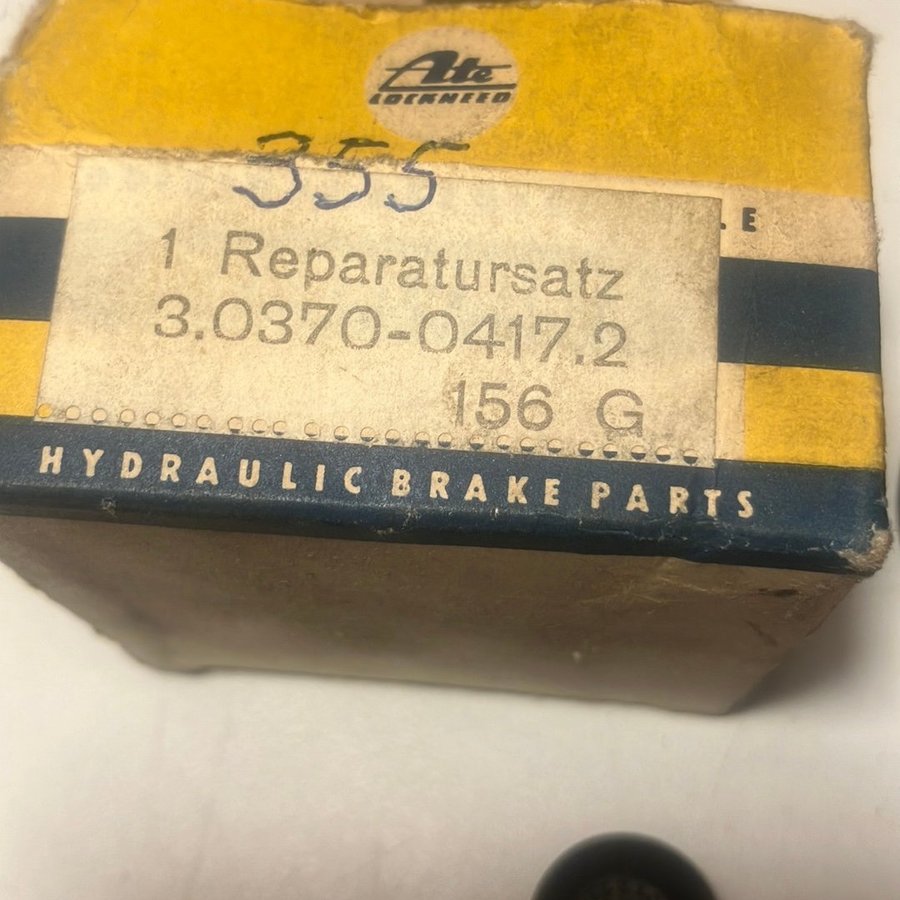 Ate
LOCKHEED
355
. E
1 Reparatursatz
3.0370-0417.2
156 G
HYDRAULIC BRAKE PARTS